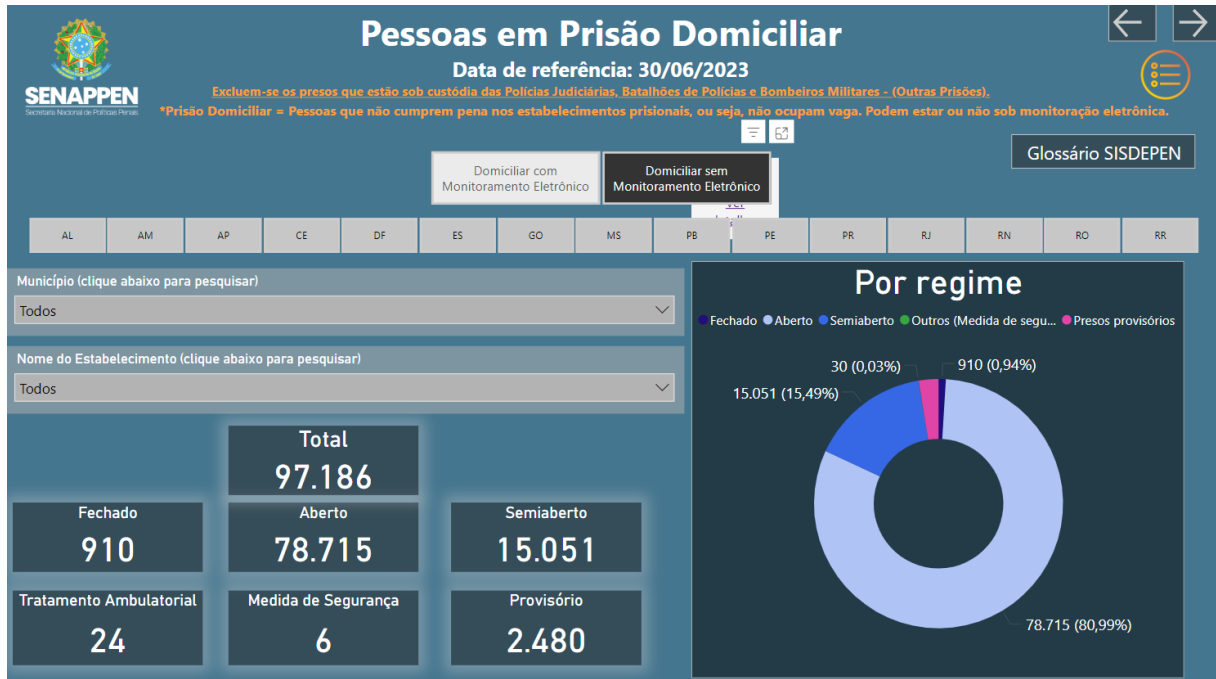 Pessoas em Prisão Domiciliar
Data de referência: 30/06/2023
SENAPPEN
Secretaria Nacional de Políticas Penais
Excluem-se os presos que estão sob custódia das Polícias Judiciárias, Batalhões de Polícias e Bombeiros Militares - (Outras Prisões).
*Prisão Domiciliar = Pessoas que não cumprem pena nos estabelecimentos prisionais, ou seja, não ocupam vaga. Podem estar ou não sob monitoração eletrônica.
Glossário SISDEPEN
Domiciliar com
Monitoramento Eletrônico
Domiciliar sem
Monitoramento Eletrônico
Ver
AL AM AP CE DF ES GO MS PB PE PR RJ RN RO RR
Município (clique abaixo para pesquisar)
Todos
Nome do Estabelecimento (clique abaixo para pesquisar)
Todos
Total
97.186
Fechado
910
Aberto
78.715
Semiaberto
15.051
Tratamento Ambulatorial
24
Medida de Segurança
6
Provisório
2.480
Por regime
Fechado Aberto Semiaberto Outros (Medida de segu... Presos provisórios
30 (0,03%)
910 (0,94%)
15.051 (15,49%)
78.715 (80,99%)